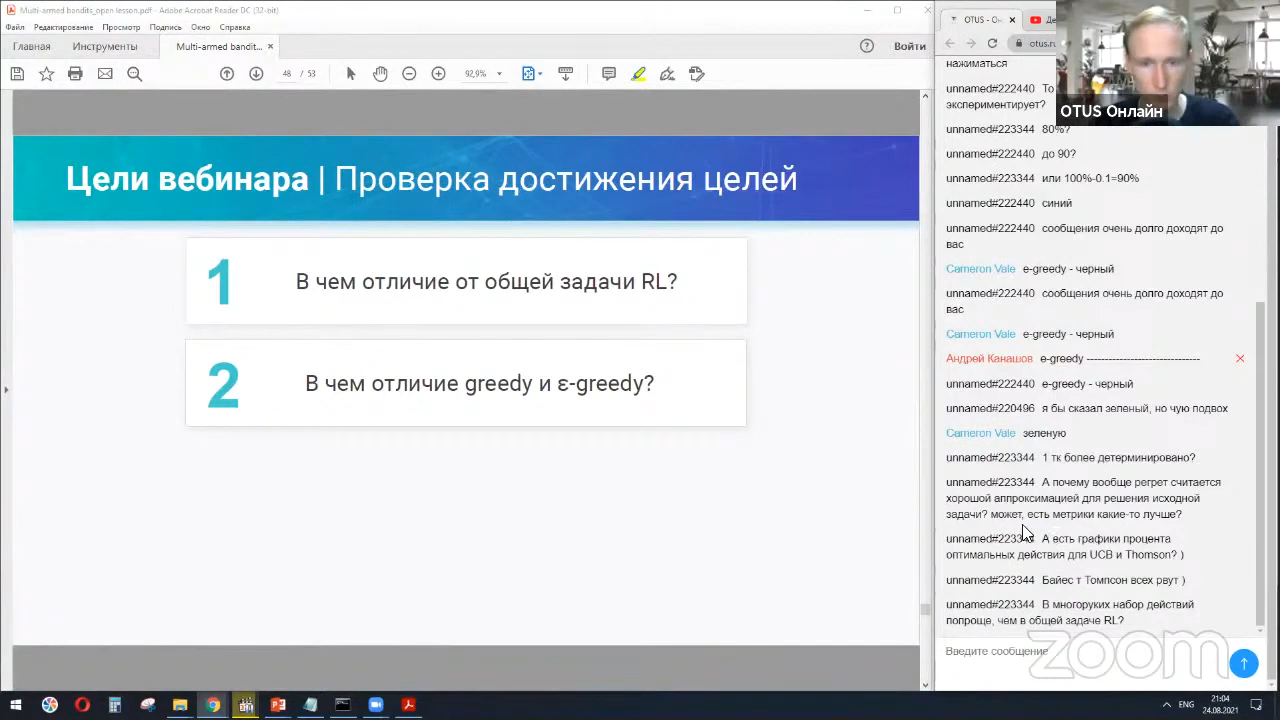 Multi-armed bandits_open lesson.pdf - Adobe Acrobat Reader DC (32-bit)
Файл Редактирование Просмотр Подпись Окно Справка
Главная Инструменты Multi-armed bandit... × Войти
48 / 53 92,9%
Цели вебинара | Проверка достижения целей
1 В чем отличие от общей задачи RL?
2 В чем отличие greedy и ε-greedy?
otus.ru
OTUS Онлайн
нажиматься
unnamed#222440 То
экспериментирует?
unnamed#223344 80%?
unnamed#222440 до 90?
unnamed#223344 или 100%-0.1=90%
unnamed#222440 синий
unnamed#222440 сообщения очень долго доходят до
вас
Cameron Vale e-greedy - черный
unnamed#222440 сообщения очень долго доходят до
вас
Cameron Vale e-greedy - черный
Андрей Канашов e-greedy -------------------------------
unnamed#222440 e-greedy - черный
unnamed#220496 я бы сказал зеленый, но чую подвох
Cameron Vale зеленую
unnamed#223344 1 тк более детерминировано?
unnamed#223344 А почему вообще регрет считается
хорошой аппроксимацией для решения исходной
задачи? может, есть метрики какие-то лучше?
unnamed#223344 А есть графики процента
оптимальных действия для UCB и Thomson? )
unnamed#223344 Байес т Томпсон всех рвут )
unnamed#223344 В многоруких набор действий
попроще, чем в общей задаче RL?
Введите сообщение
zoom
ENG
21:04
24.08.2021